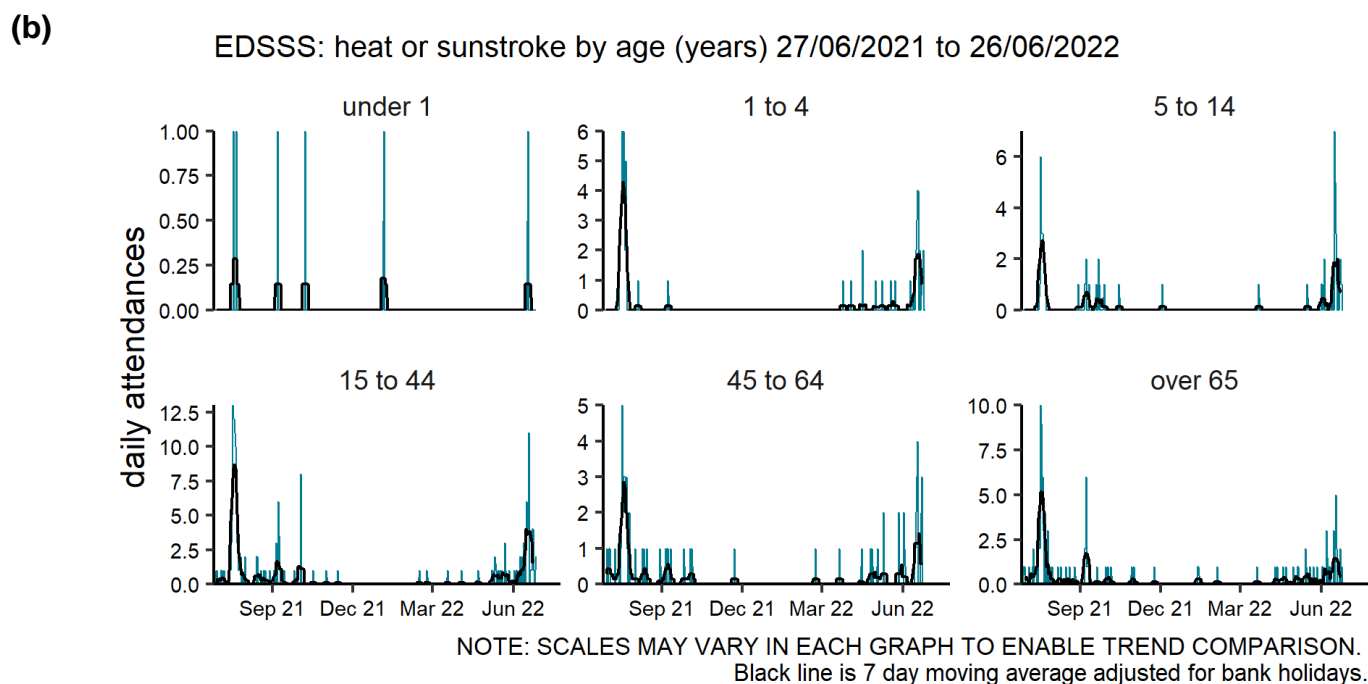 (b)
EDSSS: heat or sunstroke by age (years) 27/06/2021 to 26/06/2022
daily attendances
under 1
1.00
0.75
0.50
0.25
0.00
1 to 4
6
5
4
3
2
1
0
5 to 14
6
4
2
0
15 to 44
12.5
10.0
7.5
5.0
2.5
0.0
Sep 21 Dec 21 Mar 22 Jun 22
45 to 64
5
4
3
2
1
0
Sep 21 Dec 21 Mar 22 Jun 22
over 65
10.0
7.5
5.0
2.5
0.0
Sep 21 Dec 21 Mar 22 Jun 22
NOTE: SCALES MAY VARY IN EACH GRAPH TO ENABLE TREND COMPARISON.
Black line is 7 day moving average adjusted for bank holidays.